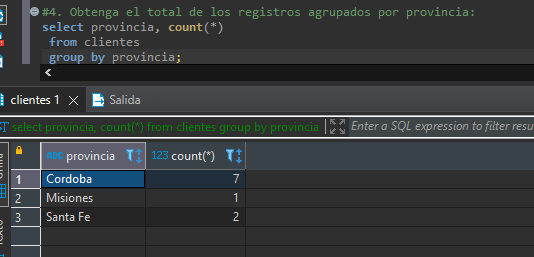 #4. Obtenga el total de los registros agrupados por provincia:
select provincia, count(*)
from clientes
group by provincia;
clientes 1
Salida
select provincia, count(*) from clientes group by provincia
Enter a SQL expression to filter resu
ABC provincia
123 count(*)
1 Cordoba 7
2 Misiones 1
3 Santa Fe 2